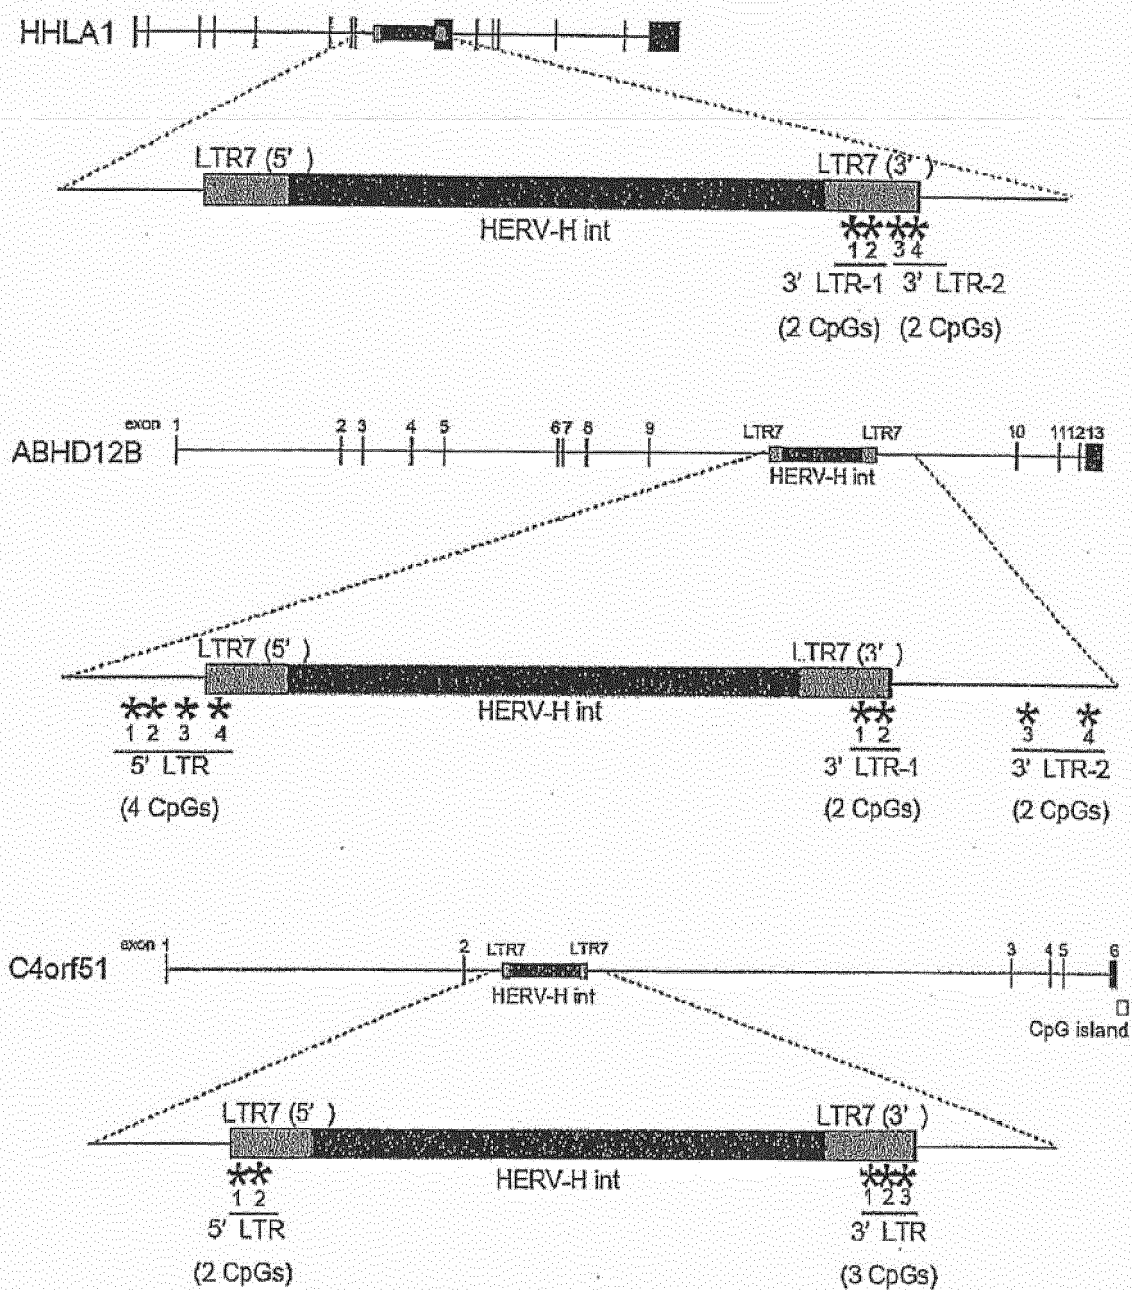 HHLA1
LTR7 (5' )
LTR7 (3' )
HERV-H int
1 2 3 4
3' LTR-1 3' LTR-2
(2 CpGs) (2 CpGs)
exon 1 2 3 4 5 6 7 8 9 LTR7 LTR7 10 11 12 13
ABHD12B
HERV-H int
LTR7 (5' )
LTR7 (3' )
HERV-H int
1 2 3 4 1 2 3 4
5' LTR 3' LTR-1 3' LTR-2
(4 CpGs) (2 CpGs) (2 CpGs)
exon 1 2 LTR7 LTR7 3 4 5 6
C4orf51
HERV-H int
CpG island
LTR7 (5' )
LTR7 (3' )
HERV-H int
1 2 1 2 3
5' LTR 3' LTR
(2 CpGs) (3 CpGs)